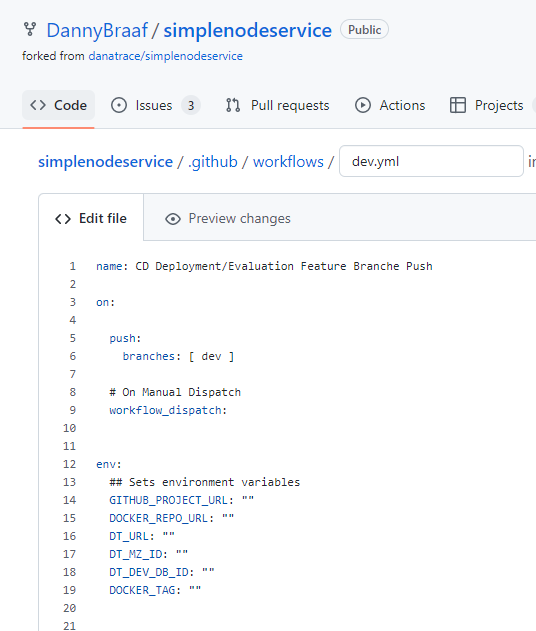 DannyBraaf / simplenodeservice Public
forked from danatrace/simplenodeservice
Code Issues 3 Pull requests Actions Projects
simplenodeservice / .github / workflows / dev.yml in
Edit file Preview changes
1 name: CD Deployment/Evaluation Feature Branche Push
2
3 on:
4
5 push:
6 branches: [ dev ]
7
8 # On Manual Dispatch
9 workflow_dispatch:
10
11
12 env:
13 ## Sets environment variables
14 GITHUB_PROJECT_URL: ""
15 DOCKER_REPO_URL: ""
16 DT_URL: ""
17 DT_MZ_ID: ""
18 DT_DEV_DB_ID: ""
19 DOCKER_TAG: ""
20
21